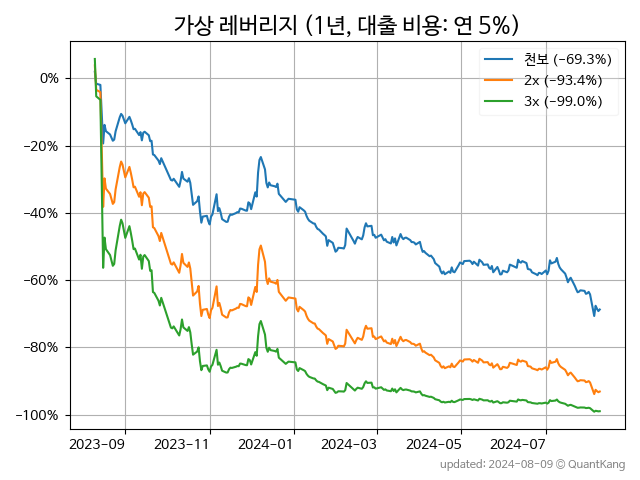 가상 레버리지 (1년, 대출 비용: 연 5%)
천보 (−69.3%)
2x (−93.4%)
3x (−99.0%)
0%
−20%
−40%
−60%
−80%
−100%
2023-09 2023-11 2024-01 2024-03 2024-05 2024-07
updated: 2024-08-09 © QuantKang